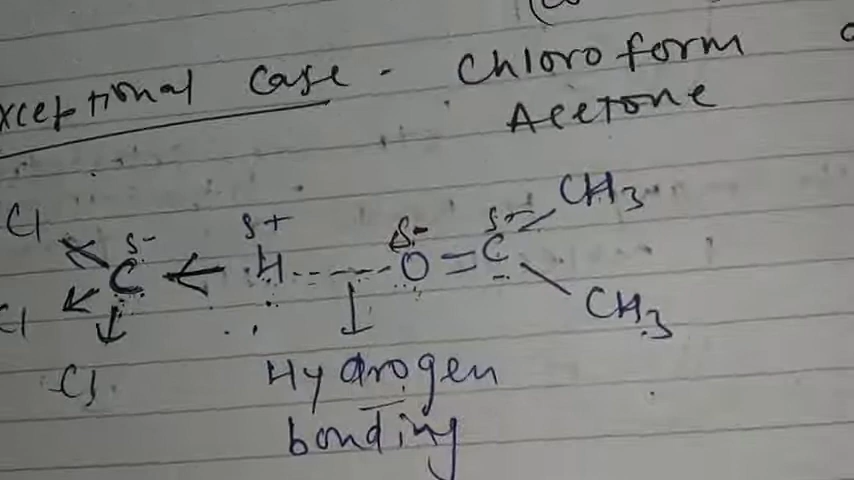 xceptional case - Chloroform
Acetone
Cl
δ-
δ+
δ-
δ-
CH3
C
H
O = C
Cl
CH3
Cl
Hydrogen
bonding